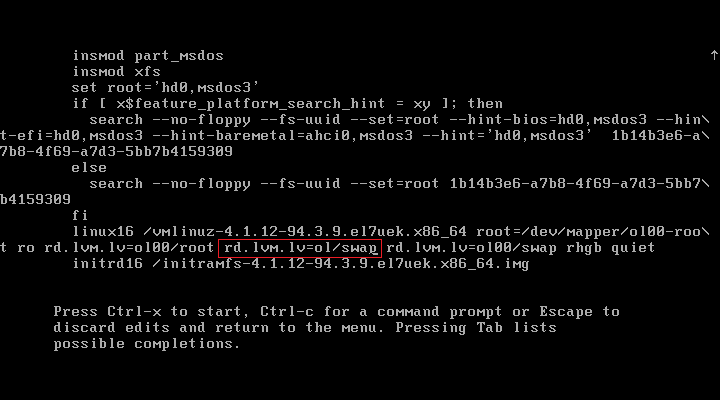 insmod part_msdos
insmod xfs
set root='hd0,msdos3'
if [ x$feature_platform_search_hint = xy ]; then
search --no-floppy --fs-uuid --set=root --hint-bios=hd0,msdos3 --hin\
t-efi=hd0,msdos3 --hint-baremetal=ahci0,msdos3 --hint='hd0,msdos3'  1b14b3e6-a\
7b8-4f69-a7d3-5bb7b4159309
else
search --no-floppy --fs-uuid --set=root 1b14b3e6-a7b8-4f69-a7d3-5bb7\
b4159309
fi
linux16 /vmlinuz-4.1.12-94.3.9.el7uek.x86_64 root=/dev/mapper/ol00-roo\
t ro rd.lvm.lv=ol00/root rd.lvm.lv=ol/swap rd.lvm.lv=ol00/swap rhgb quiet
initrd16 /initramfs-4.1.12-94.3.9.el7uek.x86_64.img
Press Ctrl-x to start, Ctrl-c for a command prompt or Escape to
discard edits and return to the menu. Pressing Tab lists
possible completions.